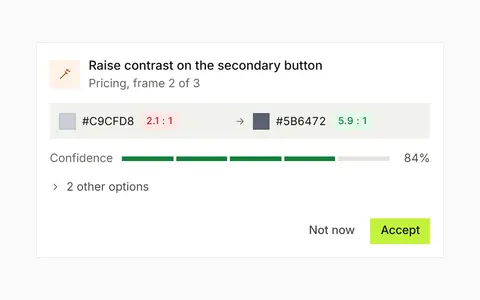 Raise contrast on the secondary button
Pricing, frame 2 of 3
#C9CFD8 2.1 : 1 → #5B6472 5.9 : 1
Confidence 84%
2 other options
Not now Accept